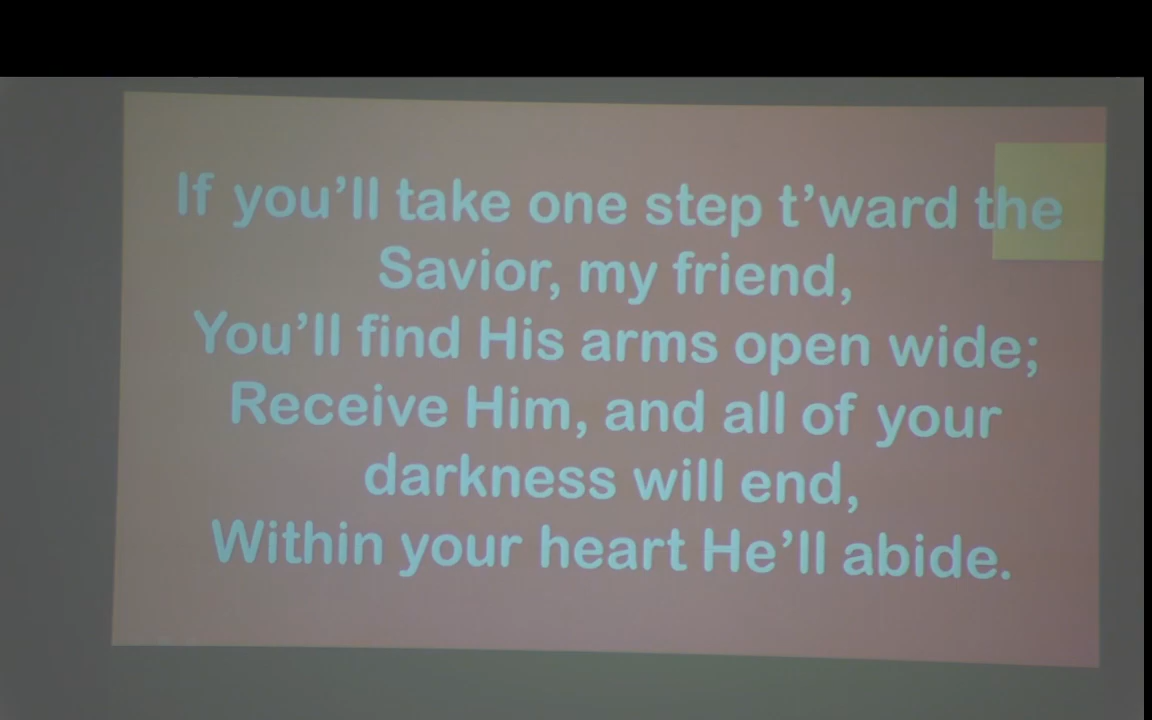 If you’ll take one step t’ward the
Savior, my friend,
You’ll find His arms open wide;
Receive Him, and all of your
darkness will end,
Within your heart He’ll abide.